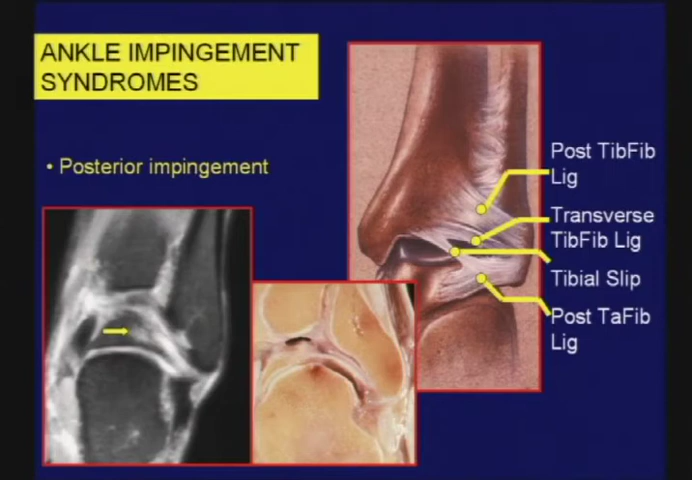 ANKLE IMPINGEMENT
SYNDROMES
• Posterior impingement
Post TibFib
Lig
Transverse
TibFib Lig
Tibial Slip
Post TaFib
Lig